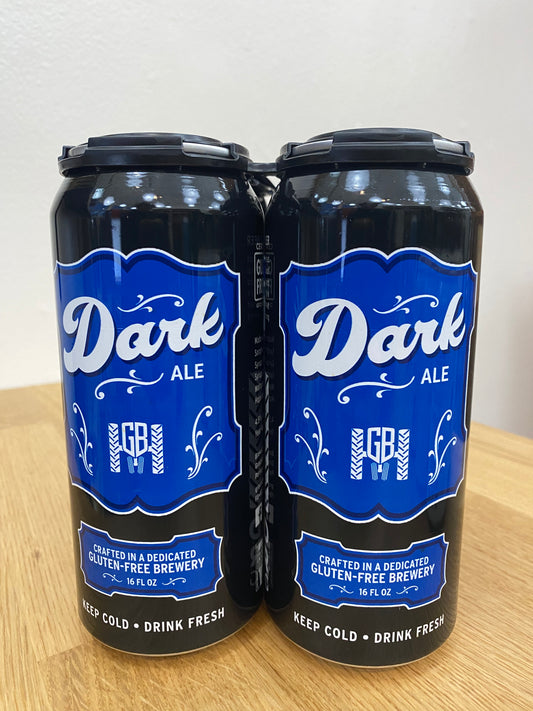 Dark
ALE
GB
CRAFTED IN A DEDICATED
GLUTEN-FREE BREWERY
16 FL OZ
KEEP COLD • DRINK FRESH
Dark
ALE
GB
CRAFTED IN A DEDICATED
GLUTEN-FREE BREWERY
16 FL OZ
KEEP COLD • DRINK FRESH